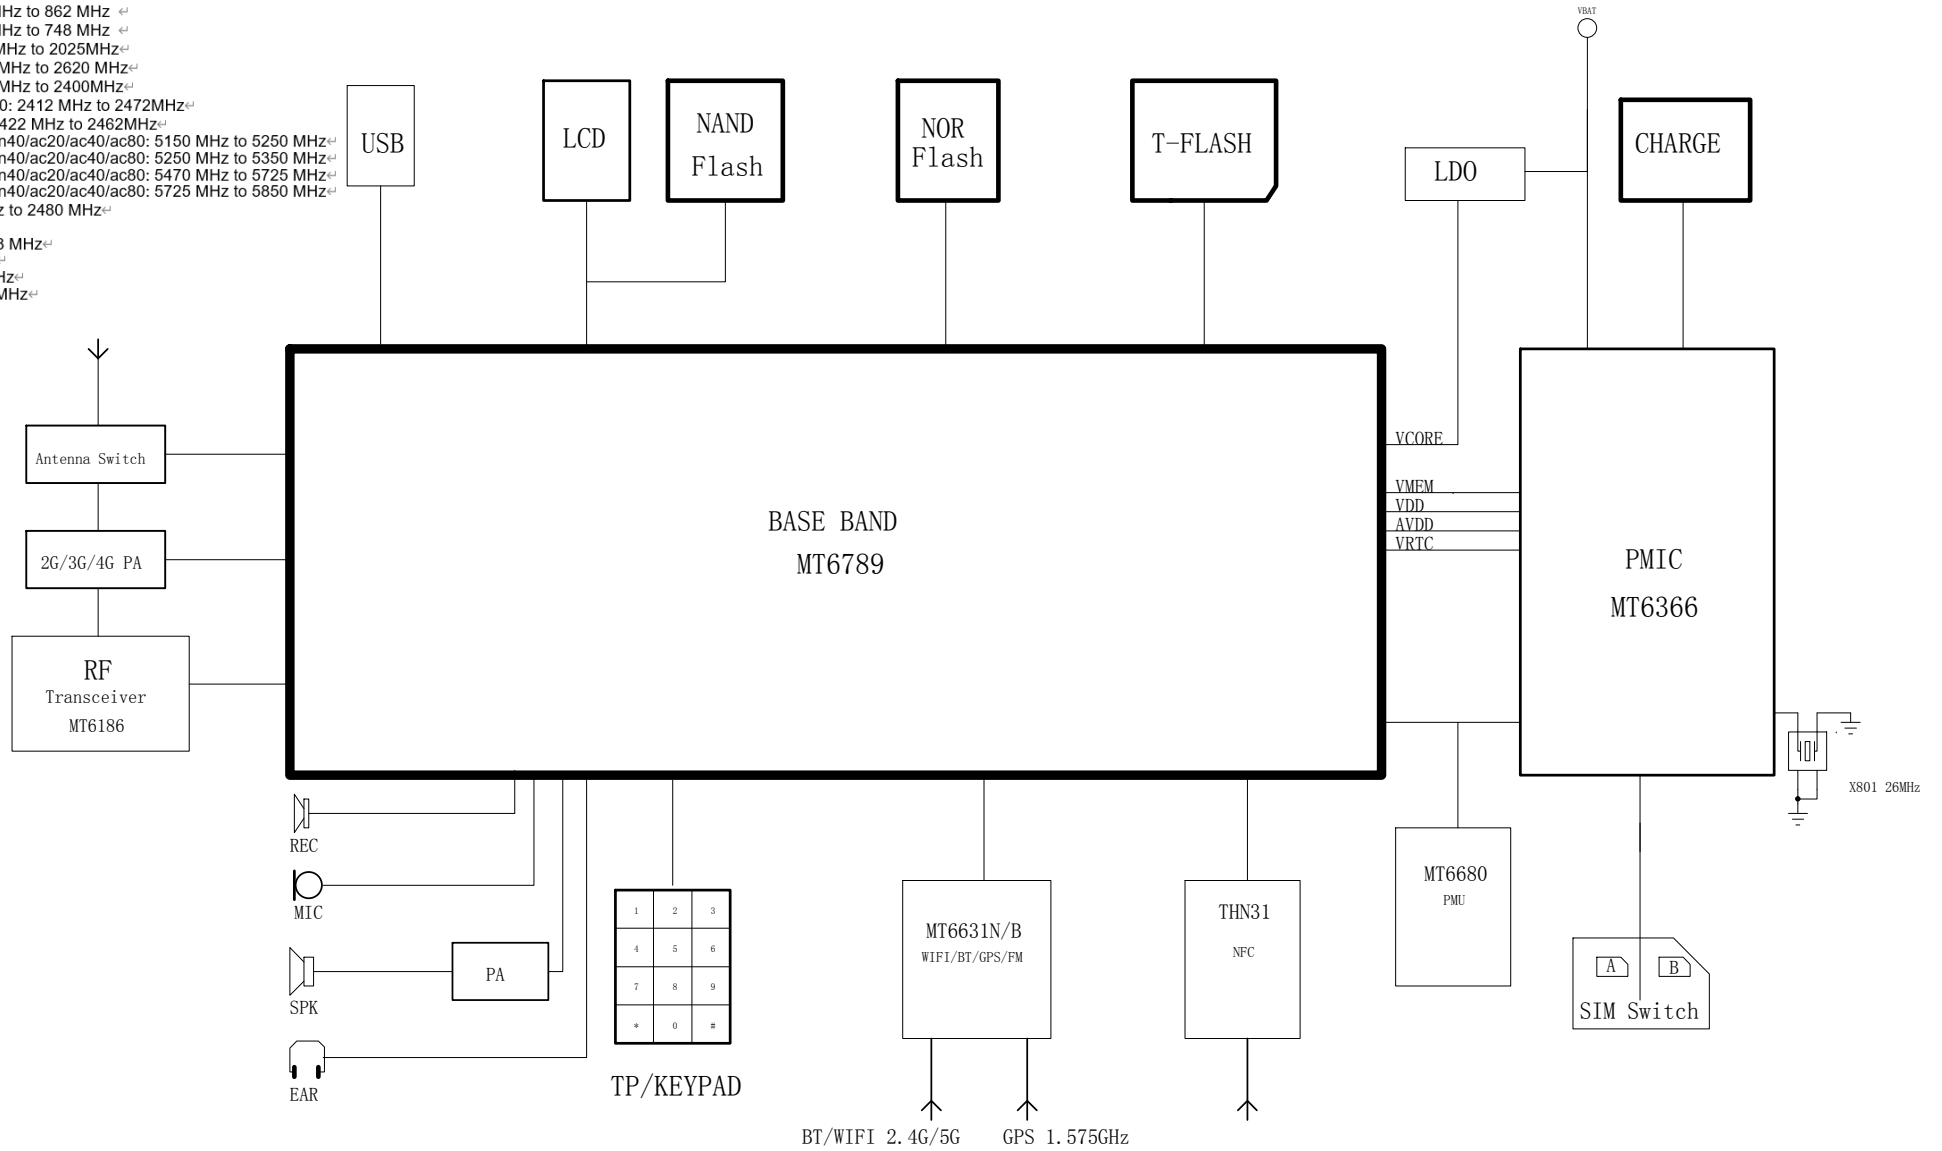 MHz to 862 MHz ↵
MHz to 748 MHz ↵
MHz to 2025MHz↵
MHz to 2620 MHz↵
MHz to 2400MHz↵
0: 2412 MHz to 2472MHz↵
422 MHz to 2462MHz↵
n40/ac20/ac40/ac80: 5150 MHz to 5250 MHz↵
n40/ac20/ac40/ac80: 5250 MHz to 5350 MHz↵
n40/ac20/ac40/ac80: 5470 MHz to 5725 MHz↵
n40/ac20/ac40/ac80: 5725 MHz to 5850 MHz↵
z to 2480 MHz↵
MHz↵
↵
Hz↵
MHz↵
VBAT
USB
LCD
NAND
Flash
NOR
Flash
T-FLASH
LDO
CHARGE
Antenna Switch
2G/3G/4G PA
RF
Transceiver
MT6186
BASE BAND
MT6789
VCORE
VMEM
VDD
AVDD
VRTC
PMIC
MT6366
X801 26MHz
REC
MIC
SPK
PA
EAR
1 2 3
4 5 6
7 8 9
* 0 #
TP/KEYPAD
MT6631N/B
WIFI/BT/GPS/FM
BT/WIFI 2.4G/5G
GPS 1.575GHz
THN31
NFC
MT6680
PMU
A B
SIM Switch